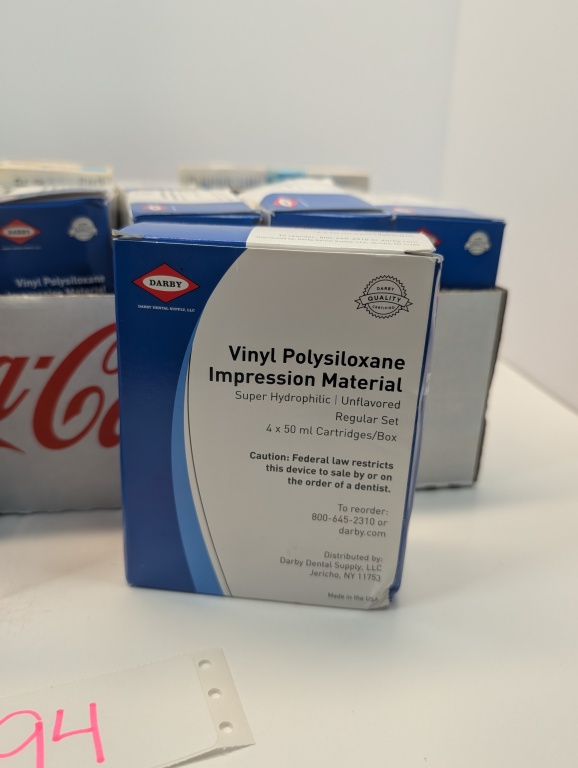 DARBY
DARBY DENTAL SUPPLY, LLC
DARBY
QUALITY
Vinyl Polysiloxane
Impression Material
Super Hydrophilic | Unflavored
Regular Set
4 x 50 ml Cartridges/Box
Caution: Federal law restricts
this device to sale by or on
the order of a dentist.
To reorder:
800-645-2310 or
darby.com
Distributed by:
Darby Dental Supply, LLC
Jericho, NY 11753
Made in the USA
DARBY
Vinyl Polysiloxane
Impression Material
94